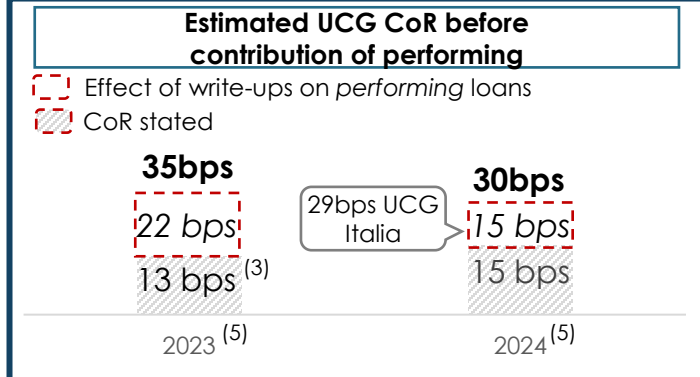 Estimated UCG CoR before
contribution of performing
Effect of write-ups on performing loans
CoR stated
35bps
30bps
22 bps
29bps UCG
Italia
15 bps
13 bps (3)
15 bps
2023 (5)
2024 (5)